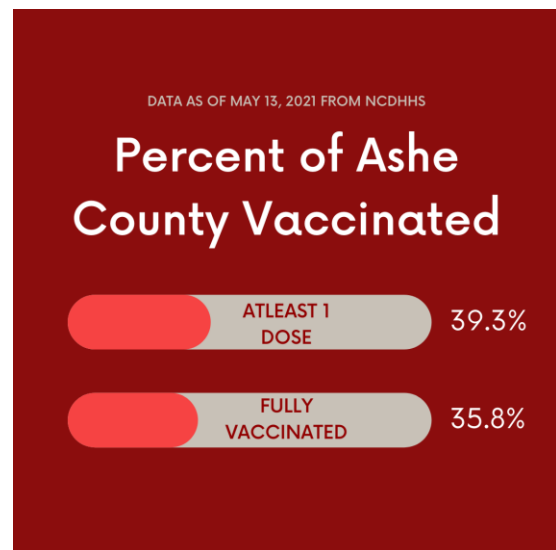 DATA AS OF MAY 13, 2021 FROM NCDHHS
Percent of Ashe
County Vaccinated
ATLEAST 1
DOSE
39.3%
FULLY
VACCINATED
35.8%